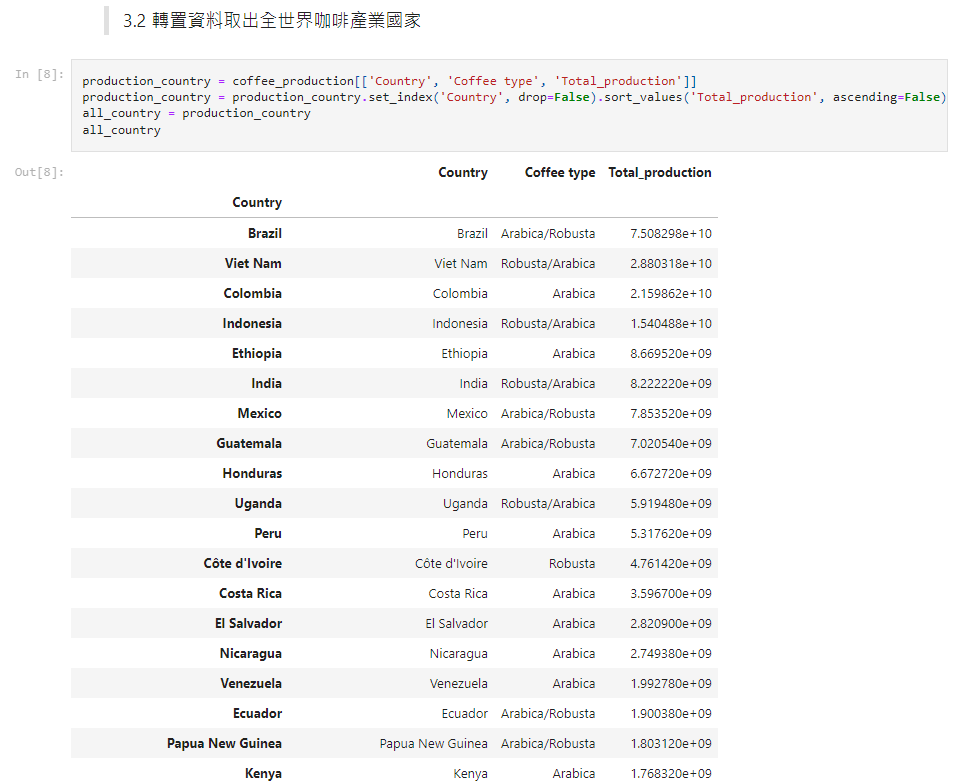 3.2 轉置資料取出全世界咖啡產業國家
In [8]:
production_country = coffee_production[['Country', 'Coffee type', 'Total_production']]
production_country = production_country.set_index('Country', drop=False).sort_values('Total_production', ascending=False)
all_country = production_country
all_country
Out[8]:
Country Coffee type Total_production
Country
Brazil Brazil Arabica/Robusta 7.508298e+10
Viet Nam Viet Nam Robusta/Arabica 2.880318e+10
Colombia Colombia Arabica 2.159862e+10
Indonesia Indonesia Robusta/Arabica 1.540488e+10
Ethiopia Ethiopia Arabica 8.669520e+09
India India Robusta/Arabica 8.222220e+09
Mexico Mexico Arabica/Robusta 7.853520e+09
Guatemala Guatemala Arabica/Robusta 7.020540e+09
Honduras Honduras Arabica 6.672720e+09
Uganda Uganda Robusta/Arabica 5.919480e+09
Peru Peru Arabica 5.317620e+09
Côte d'Ivoire Côte d'Ivoire Robusta 4.761420e+09
Costa Rica Costa Rica Arabica 3.596700e+09
El Salvador El Salvador Arabica 2.820900e+09
Nicaragua Nicaragua Arabica 2.749380e+09
Venezuela Venezuela Arabica 1.992780e+09
Ecuador Ecuador Arabica/Robusta 1.900380e+09
Papua New Guinea Papua New Guinea Arabica/Robusta 1.803120e+09
Kenya Kenya Arabica 1.768320e+09